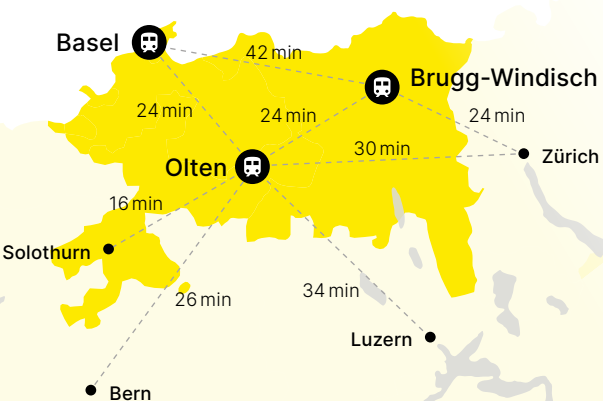 Basel
42 min
Brugg-Windisch
24 min
24 min
24 min
30 min
Zürich
Olten
16 min
Solothurn
26 min
34 min
Luzern
Bern